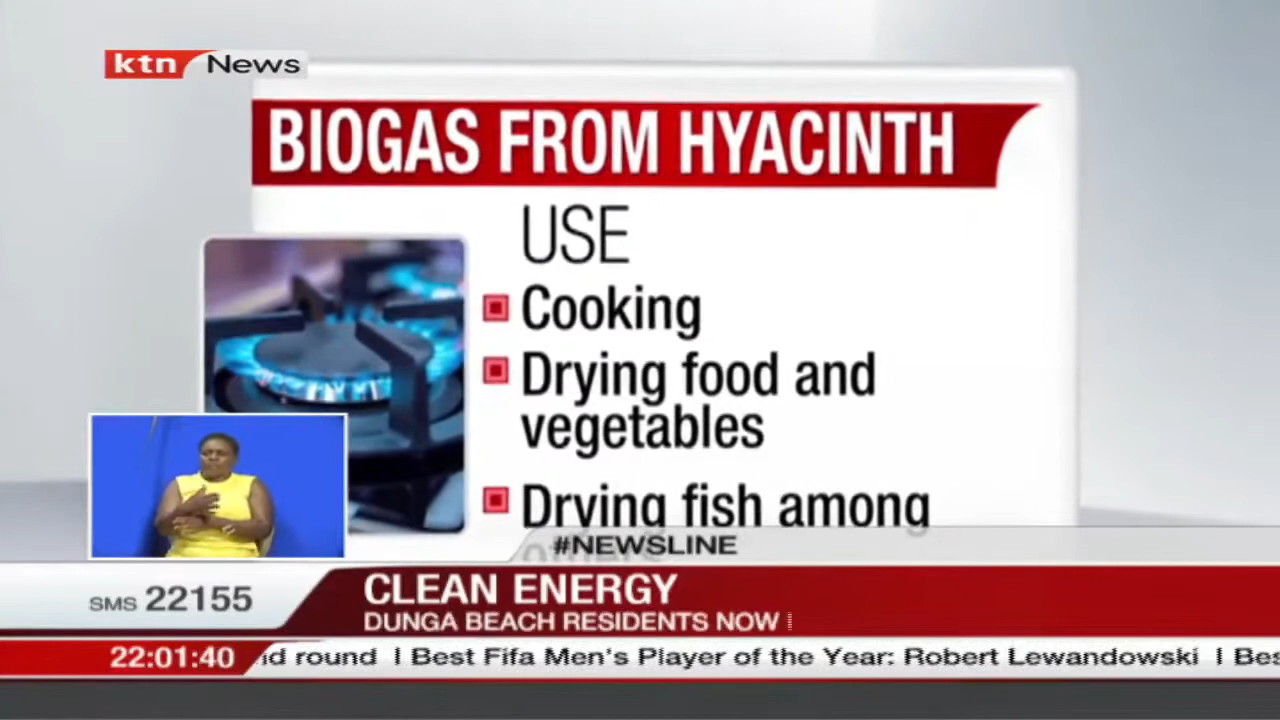 ktn News
BIOGAS FROM HYACINTH
USE
Cooking
Drying food and
vegetables
Drying fish among
others
#NEWSLINE
SMS 22155
CLEAN ENERGY
DUNGA BEACH RESIDENTS NOW
22:01:40
round | Best Fifa Men's Player of the Year: Robert Lewandowski |